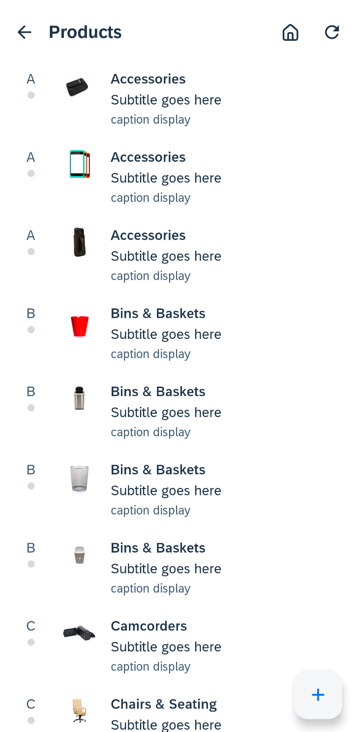 Products
A
Accessories
Subtitle goes here
caption display
A
Accessories
Subtitle goes here
caption display
A
Accessories
Subtitle goes here
caption display
B
Bins & Baskets
Subtitle goes here
caption display
B
Bins & Baskets
Subtitle goes here
caption display
B
Bins & Baskets
Subtitle goes here
caption display
B
Bins & Baskets
Subtitle goes here
caption display
C
Camcorders
Subtitle goes here
caption display
C
Chairs & Seating
Subtitle goes here